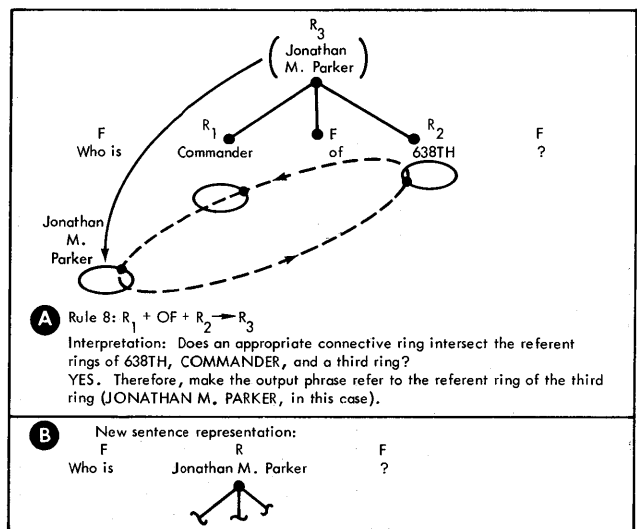 R3
(Jonathan
M. Parker)
F R1 F R2 F
Who is Commander of 638TH ?
Jonathan
M.
Parker
A Rule 8: R1 + OF + R2 → R3
Interpretation: Does an appropriate connective ring intersect the referent
rings of 638TH, COMMANDER, and a third ring?
YES. Therefore, make the output phrase refer to the referent ring of the third
ring (JONATHAN M. PARKER, in this case).
B New sentence representation:
F R F
Who is Jonathan M. Parker ?